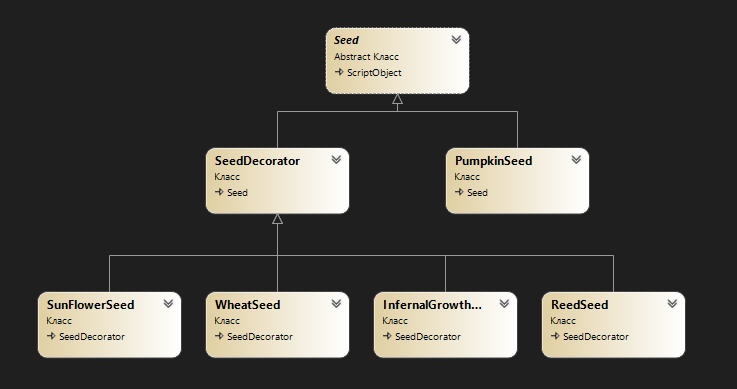 Seed
Abstract Класс
ScriptObject
SeedDecorator
Класс
Seed
PumpkinSeed
Класс
Seed
SunFlowerSeed
Класс
SeedDecorator
WheatSeed
Класс
SeedDecorator
InfernalGrowth...
Класс
SeedDecorator
ReedSeed
Класс
SeedDecorator